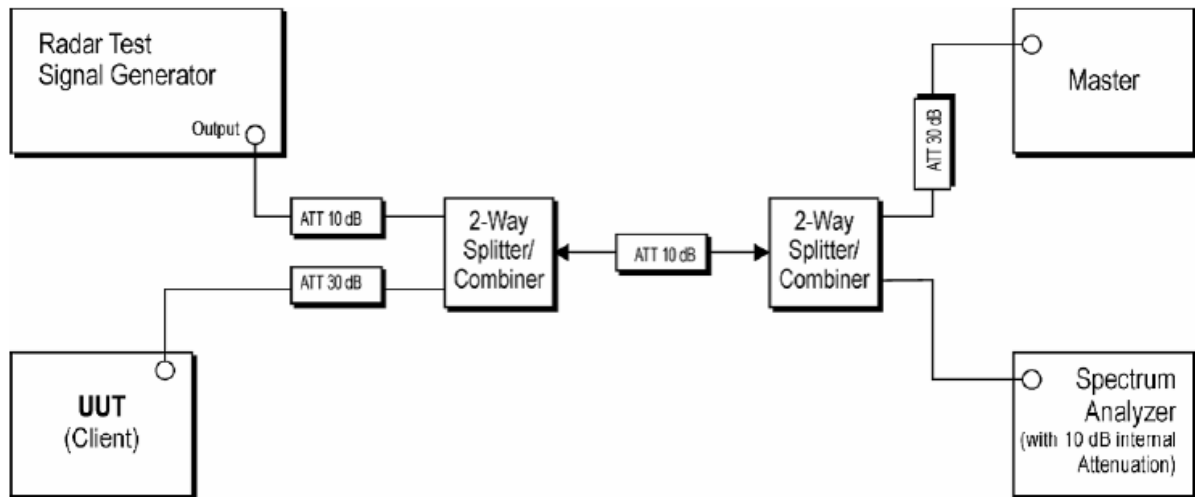 Radar Test
Signal Generator
Output
ATT 10 dB
2-Way
Splitter/
Combiner
ATT 30 dB
UUT
(Client)
ATT 10 dB
2-Way
Splitter/
Combiner
ATT 30 dB
Master
Spectrum
Analyzer
(with 10 dB internal
Attenuation)